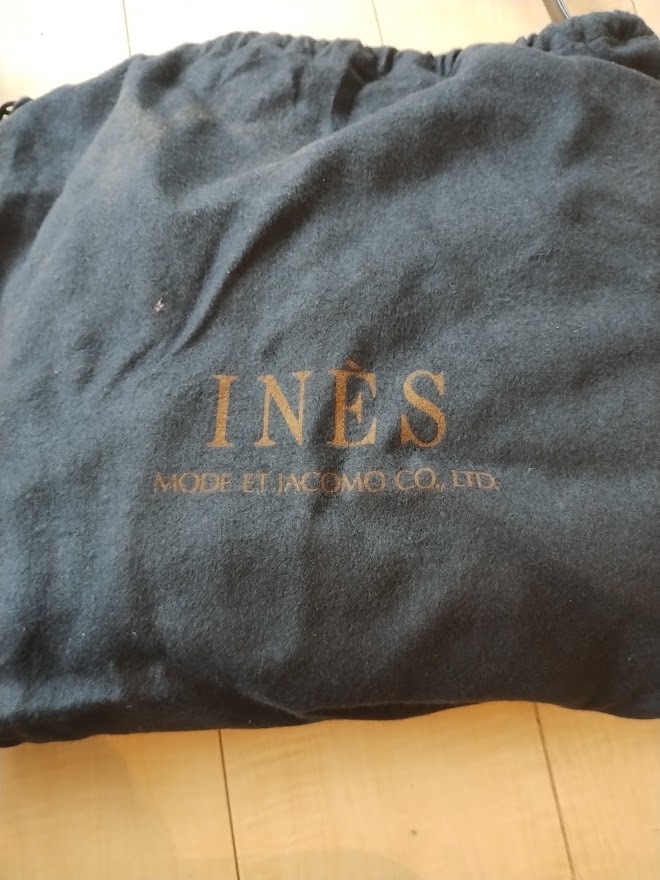 INÈS
MODE ET JACOMO CO., LTD.